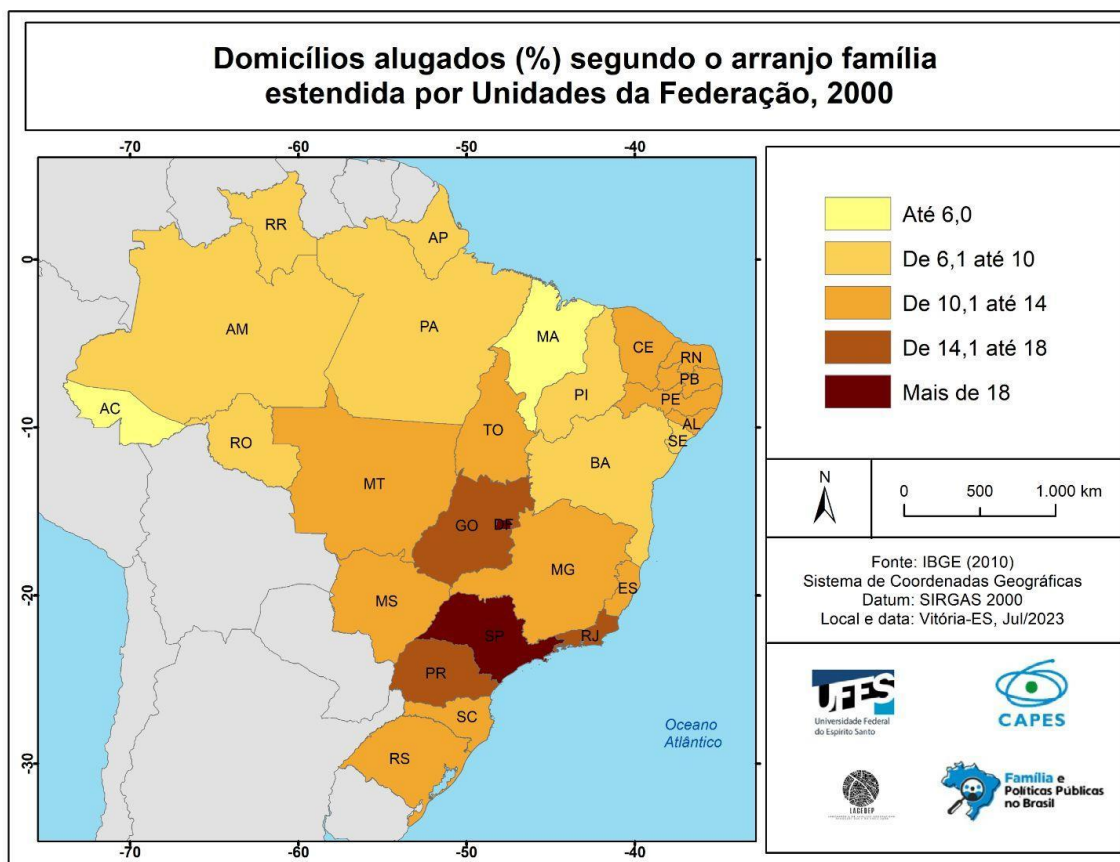 Domicílios alugados (%) segundo o arranjo família
estendida por Unidades da Federação, 2000
-70
-60
-50
-40
0
-10
-20
-30
-70
-60
-50
-40
RR
AP
AM
PA
MA
CE
RN
PB
PI
PE
AC
AL
TO
SE
RO
BA
MT
GO
DF
MG
ES
MS
SP
RJ
PR
SC
RS
Oceano
Atlântico
Até 6,0
De 6,1 até 10
De 10,1 até 14
De 14,1 até 18
Mais de 18
N
0 500 1.000 km
Fonte: IBGE (2010)
Sistema de Coordenadas Geográficas
Datum: SIRGAS 2000
Local e data: Vitória-ES, Jul/2023
UFES
Universidade Federal
do Espírito Santo
CAPES
LAGEDEP
Família e
Políticas Públicas
no Brasil